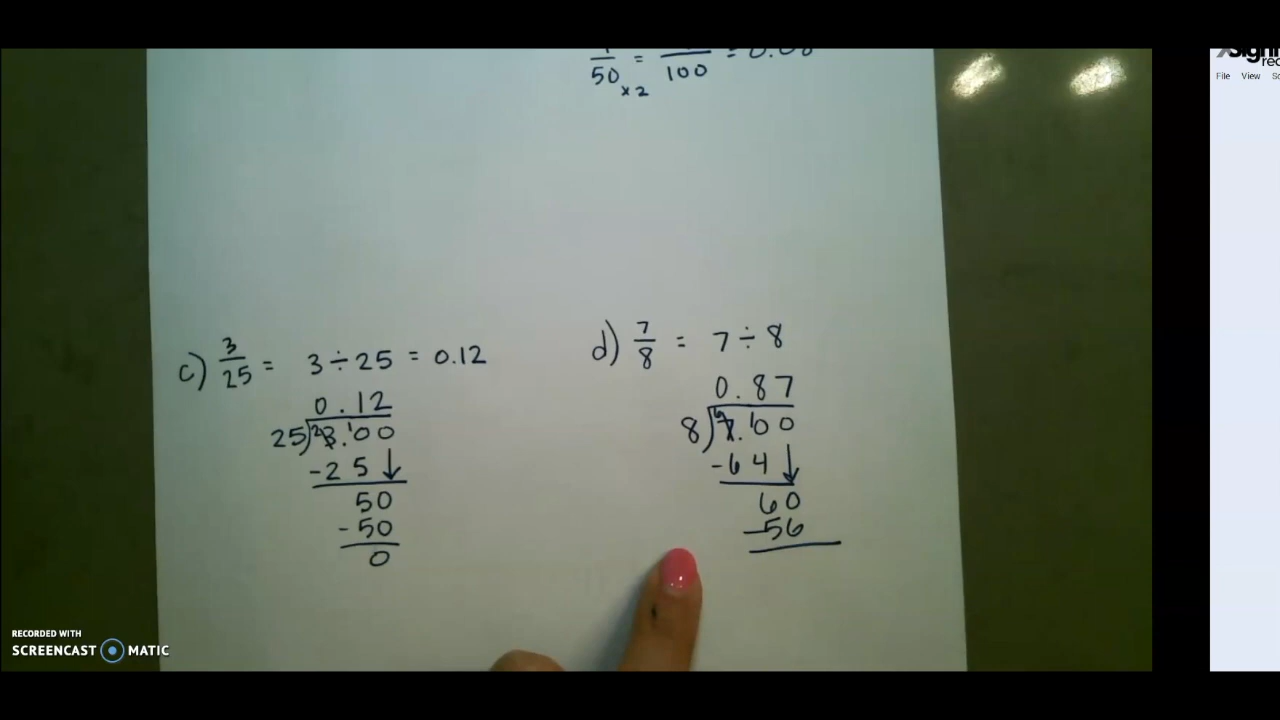 50 × 2 = 100 =
c) 3/25 = 3 ÷ 25 = 0.12
0.12
25 3.00
-25
50
-50
0
d) 7/8 = 7 ÷ 8
0.87
8 7.00
-64
60
-56
RECORDED WITH
SCREENCAST MATIC
File View